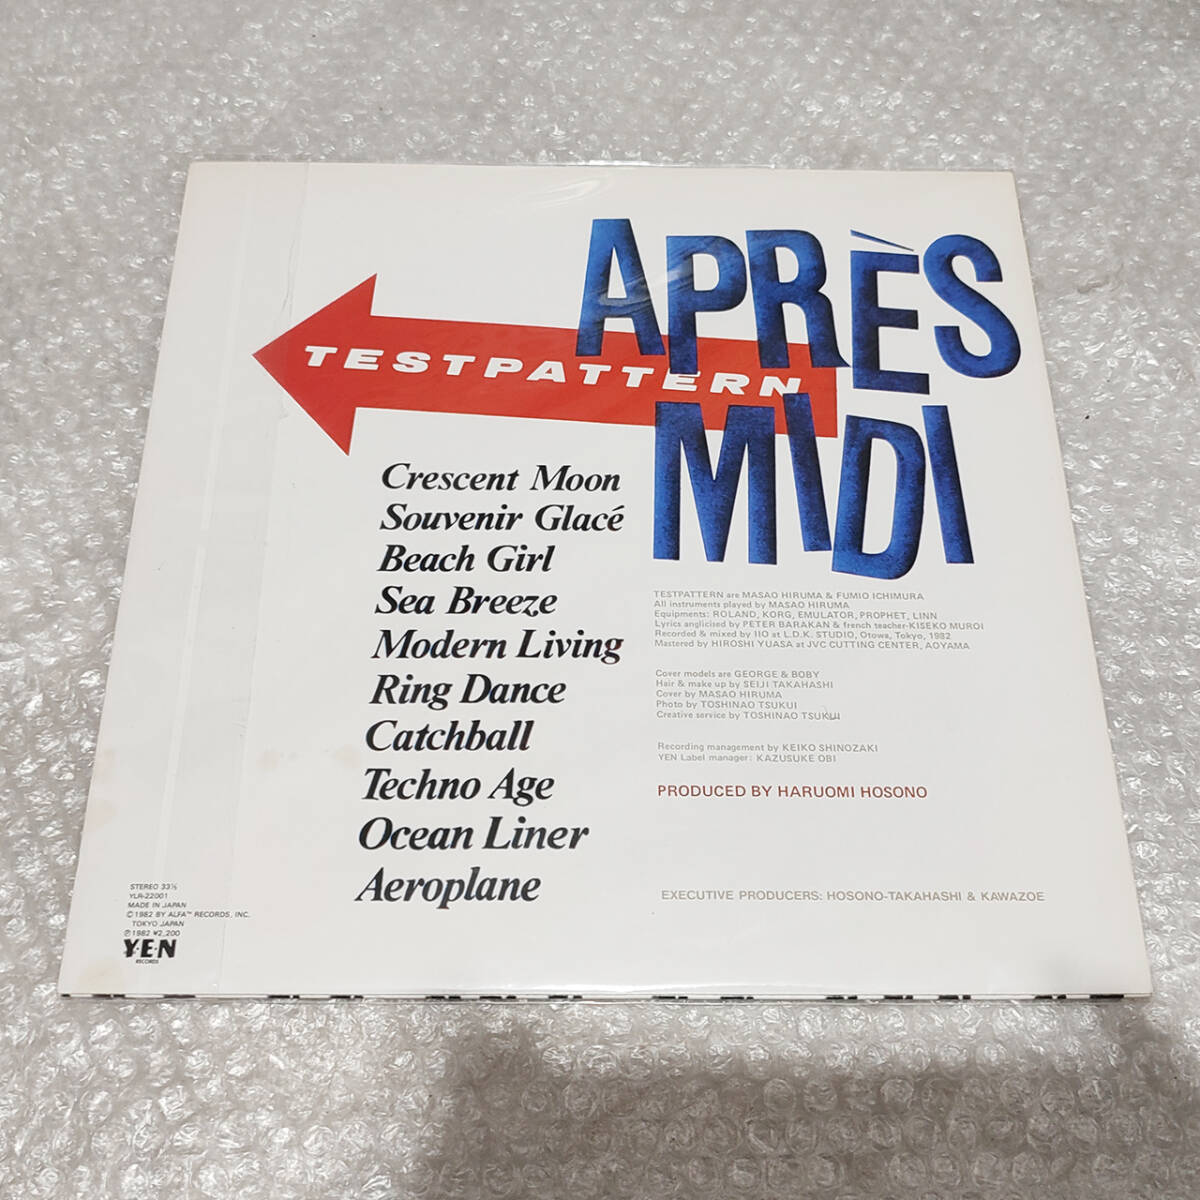 APRÈS
MIDI
TESTPATTERN
Crescent Moon
Souvenir Glacé
Beach Girl
Sea Breeze
Modern Living
Ring Dance
Catchball
Techno Age
Ocean Liner
Aeroplane
TESTPATTERN are MASAO HIRUMA & FUMIO ICHIMURA
All instruments played by MASAO HIRUMA
Equipments: ROLAND, KORG, EMULATOR, PROPHET, LINN
Lyrics anglicised by PETER BARAKAN & french teacher-KISEKO MUROI
Recorded & mixed by IIO at L.D.K. STUDIO, Otowa, Tokyo, 1982
Mastered by HIROSHI YUASA at JVC CUTTING CENTER, AOYAMA
Cover models are GEORGE & BOBY
Hair & make up by SEIJI TAKAHASHI
Cover by MASAO HIRUMA
Photo by TOSHINAO TSUKUI
Creative service by TOSHINAO TSUKUI
Recording management by KEIKO SHINOZAKI
YEN Label manager: KAZUSUKE OBI
PRODUCED BY HARUOMI HOSONO
EXECUTIVE PRODUCERS: HOSONO-TAKAHASHI & KAWAZOE
STEREO 33⅓
YLR-22001
MADE IN JAPAN
©1982 BY ALFA™ RECORDS, INC.
TOKYO JAPAN
℗1982 ¥2,200
Y.E.N
RECORDS